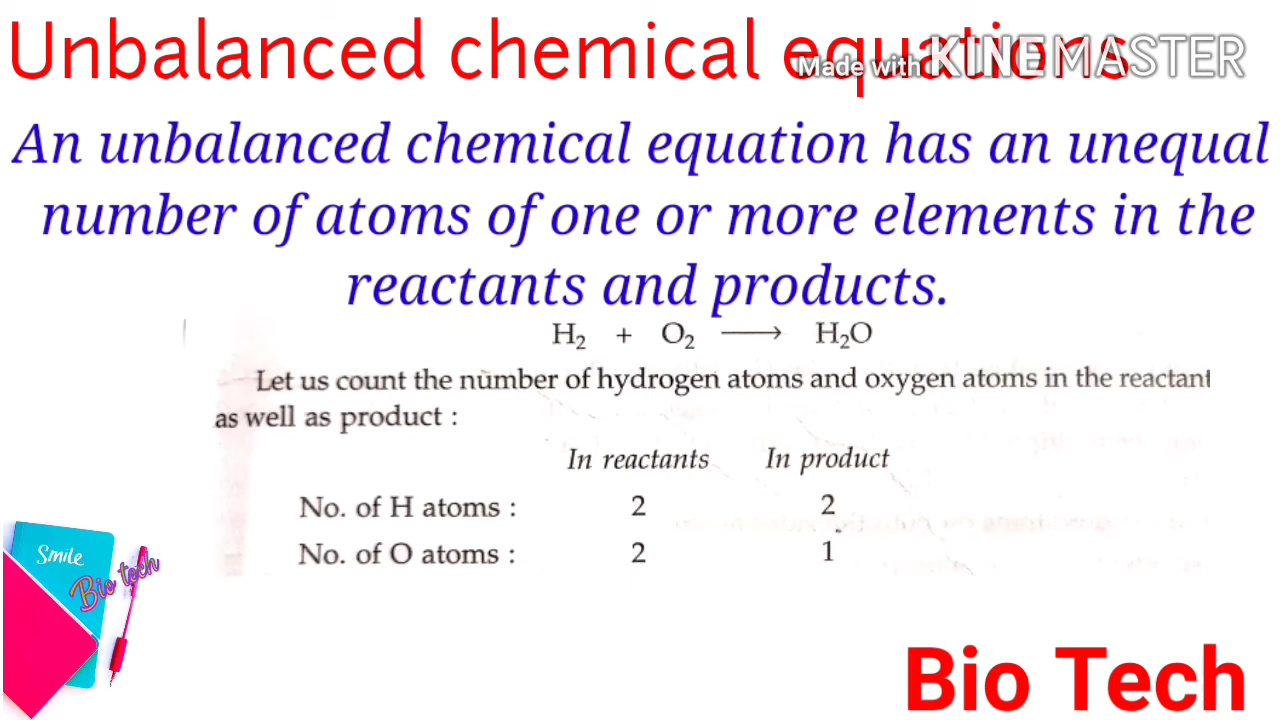 Unbalanced chemical equations
Made with KINEMASTER
An unbalanced chemical equation has an unequal
number of atoms of one or more elements in the
reactants and products.
H₂ + O₂ ⟶ H₂O
Let us count the number of hydrogen atoms and oxygen atoms in the reactant
as well as product :
In reactants In product
No. of H atoms : 2 2
No. of O atoms : 2 1
Smile
Bio tech
Bio Tech